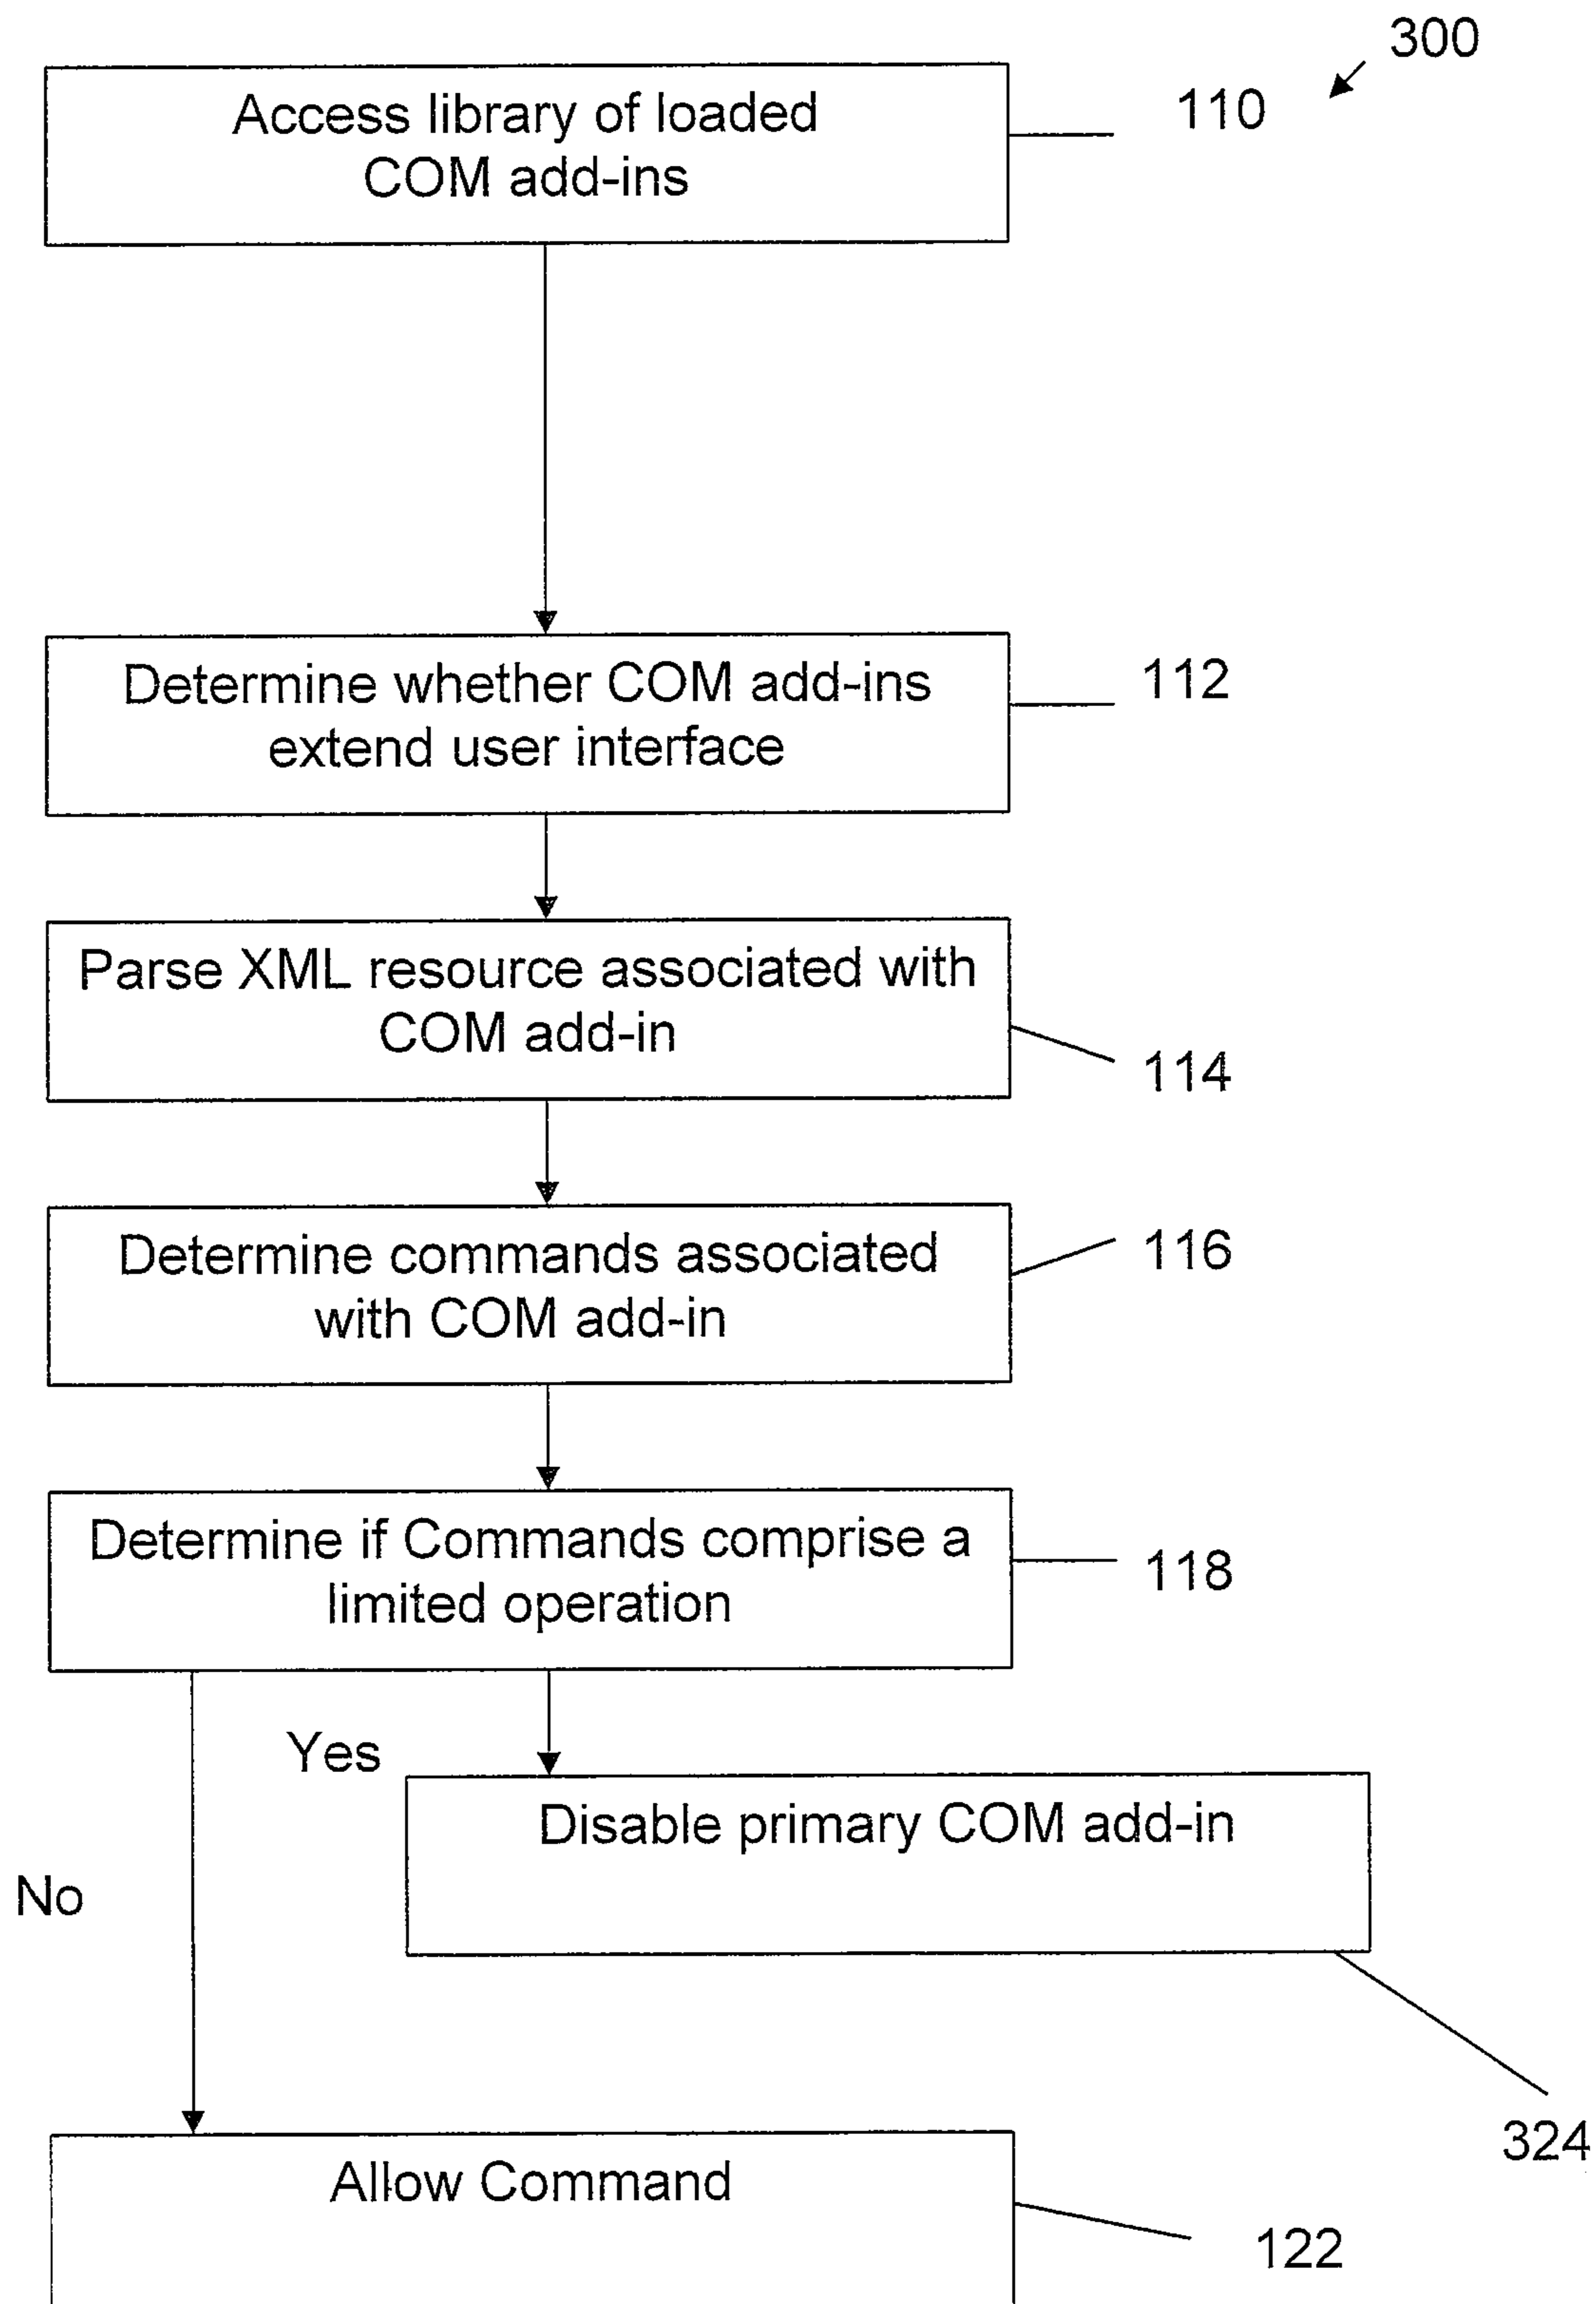 300
Access library of loaded
COM add-ins
110
Determine whether COM add-ins
extend user interface
112
Parse XML resource associated with
COM add-in
114
Determine commands associated
with COM add-in
116
Determine if Commands comprise a
limited operation
118
Yes
Disable primary COM add-in
No
324
Allow Command
122